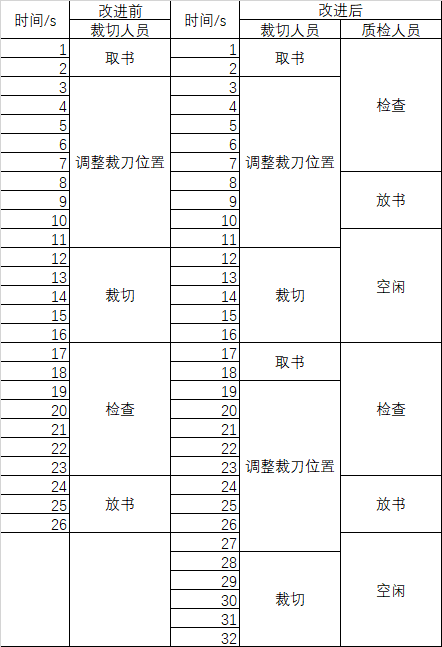 时间/s 改进前 时间/s 改进后
裁切人员 裁切人员 质检人员
1 取书 1 取书 检查
2 2
3 调整裁刀位置 3 调整裁刀位置
4 4
5 5
6 6
7 7
8 8 放书
9 9
10 10
11 11 空闲
12 裁切 12 裁切
13 13
14 14
15 15
16 16
17 检查 17 取书 检查
18 18
19 19 调整裁刀位置
20 20
21 21
22 22
23 23
24 放书 24 放书
25 25
26 26
27 空闲
28 裁切
29
30
31
32